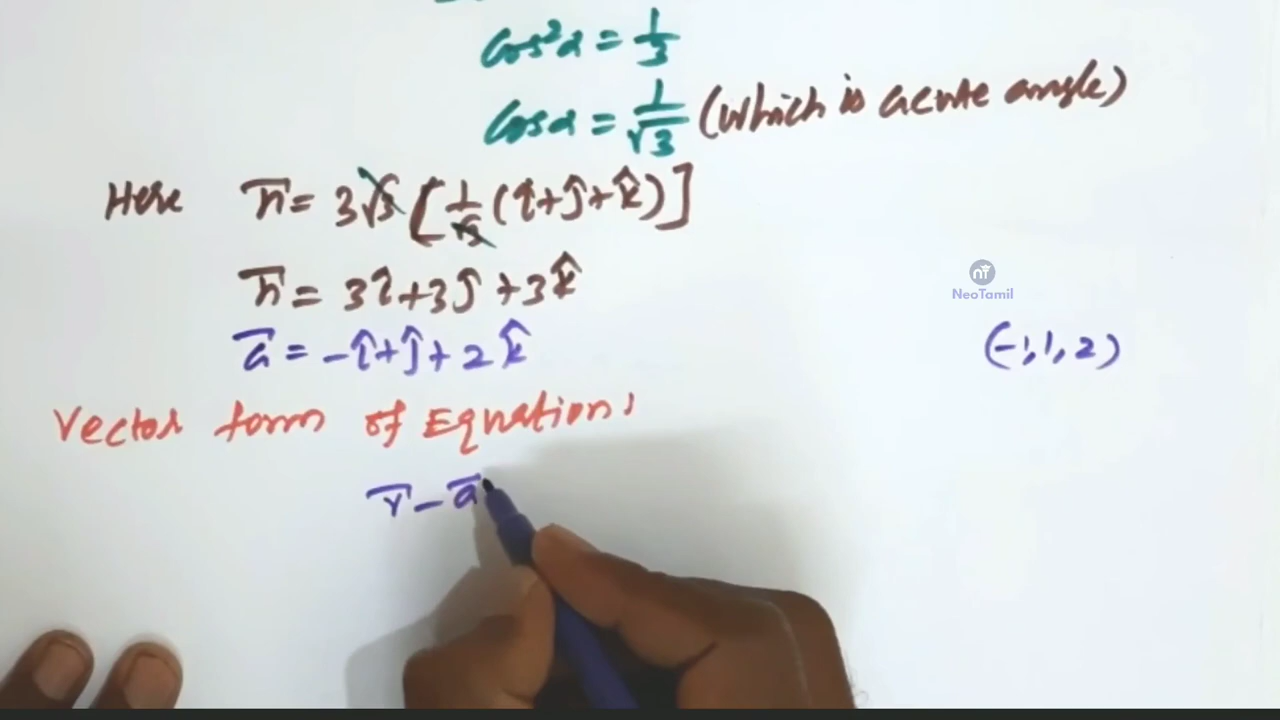 cos²α = 1/3
cosα = 1/√3 (which is acute angle)
Here n̅ = 3√3 [1/√3 (î+ĵ+k̂)]
n̅ = 3î+3ĵ+3k̂
NeoTamil
a̅ = -î+ĵ+2k̂ (-1,1,2)
Vector form of Equation:
r̅ - a̅